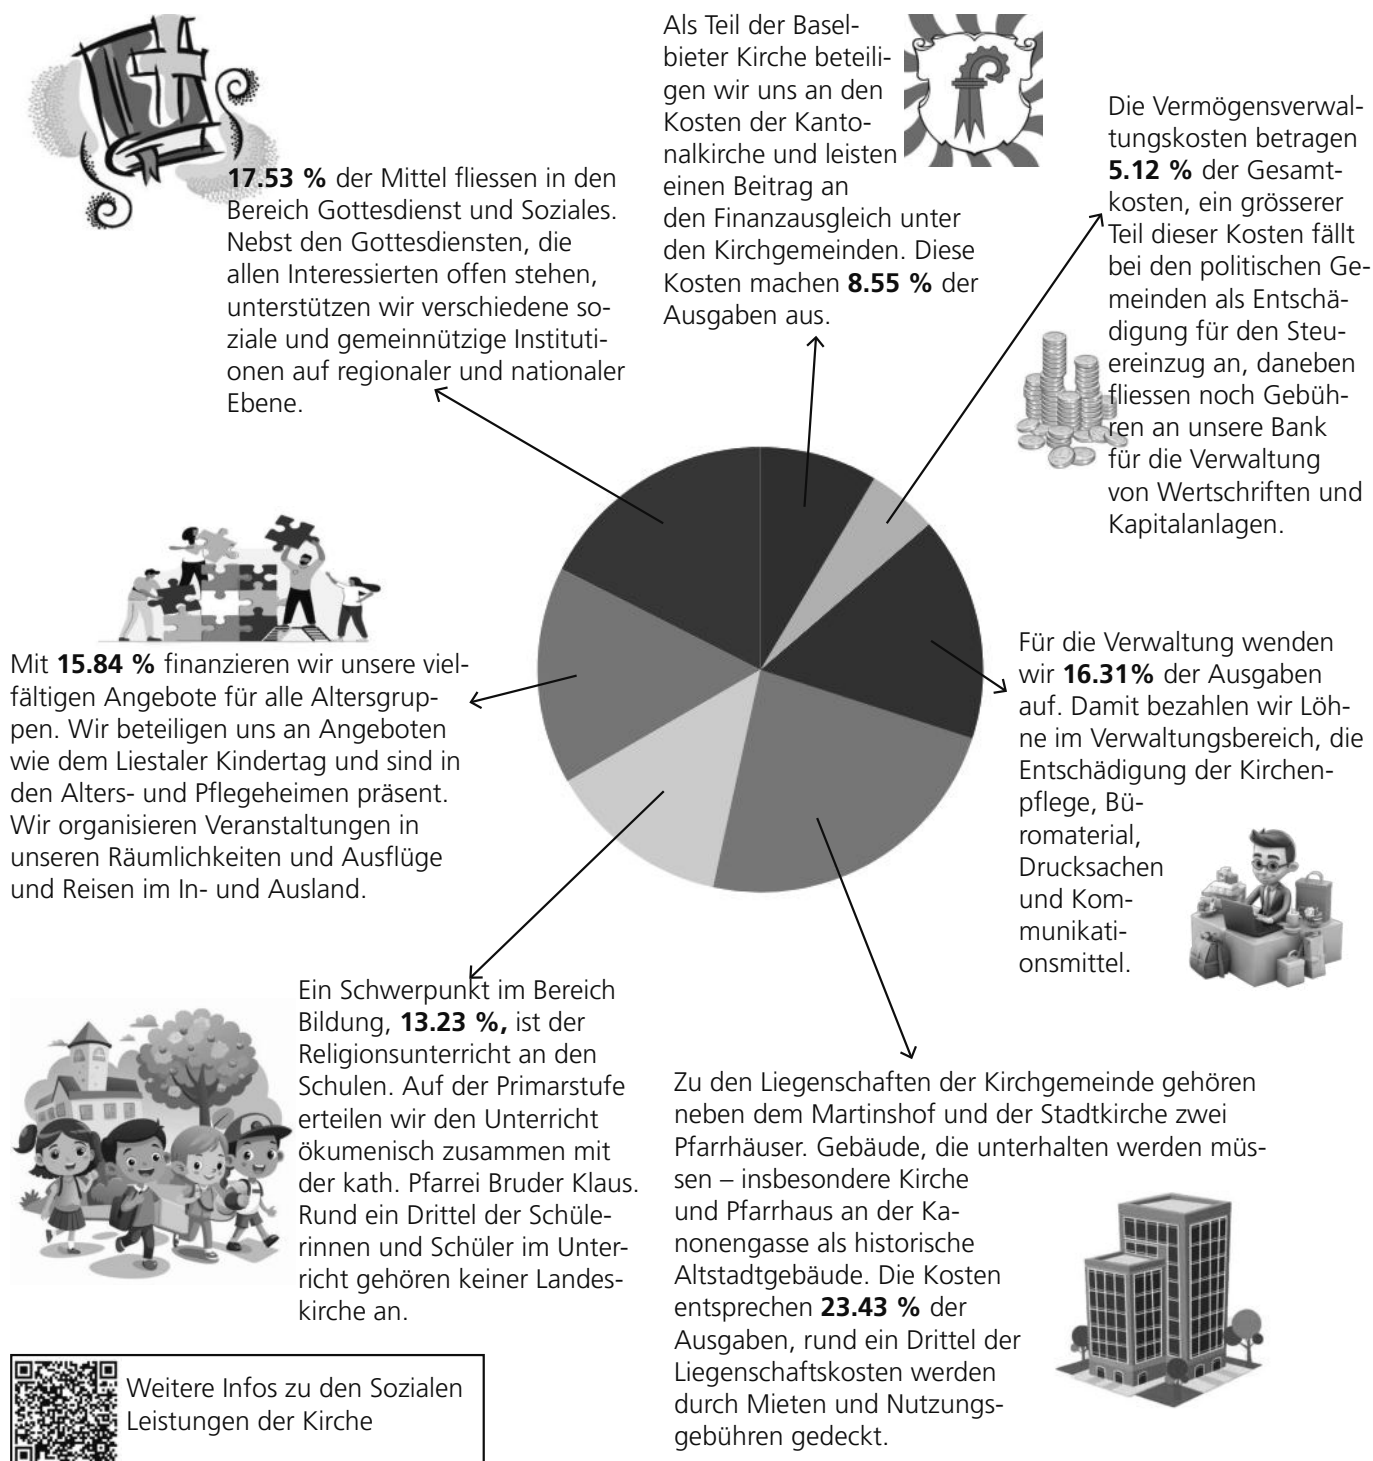 Als Teil der Basel-
bieter Kirche beteili-
gen wir uns an den
Kosten der Kanto-
nalkirche und leisten
einen Beitrag an
den Finanzausgleich unter
den Kirchgemeinden. Diese
Kosten machen 8.55 % der
Ausgaben aus.
Die Vermögensverwal-
tungskosten betragen
5.12 % der Gesamt-
kosten, ein grösserer
Teil dieser Kosten fällt
bei den politischen Ge-
meinden als Entschä-
digung für den Steu-
ereinzug an, daneben
fliessen noch Gebüh-
ren an unsere Bank
für die Verwaltung
von Wertschriften und
Kapitalanlagen.
17.53 % der Mittel fliessen in den
Bereich Gottesdienst und Soziales.
Nebst den Gottesdiensten, die
allen Interessierten offen stehen,
unterstützen wir verschiedene so-
ziale und gemeinnützige Instituti-
onen auf regionaler und nationaler
Ebene.
Mit 15.84 % finanzieren wir unsere viel-
fältigen Angebote für alle Altersgrup-
pen. Wir beteiligen uns an Angeboten
wie dem Liestaler Kindertag und sind in
den Alters- und Pflegeheimen präsent.
Wir organisieren Veranstaltungen in
unseren Räumlichkeiten und Ausflüge
und Reisen im In- und Ausland.
Für die Verwaltung wenden
wir 16.31% der Ausgaben
auf. Damit bezahlen wir Löh-
ne im Verwaltungsbereich, die
Entschädigung der Kirchen-
pflege, Bü-
romaterial,
Drucksachen
und Kom-
munikati-
onsmittel.
Ein Schwerpunkt im Bereich
Bildung, 13.23 %, ist der
Religionsunterricht an den
Schulen. Auf der Primarstufe
erteilen wir den Unterricht
ökumenisch zusammen mit
der kath. Pfarrei Bruder Klaus.
Rund ein Drittel der Schüle-
rinnen und Schüler im Unter-
richt gehören keiner Landes-
kirche an.
Zu den Liegenschaften der Kirchgemeinde gehören
neben dem Martinshof und der Stadtkirche zwei
Pfarrhäuser. Gebäude, die unterhalten werden müs-
sen – insbesondere Kirche
und Pfarrhaus an der Ka-
nonengasse als historische
Altstadtgebäude. Die Kosten
entsprechen 23.43 % der
Ausgaben, rund ein Drittel der
Liegenschaftskosten werden
durch Mieten und Nutzungs-
gebühren gedeckt.
Weitere Infos zu den Sozialen
Leistungen der Kirche